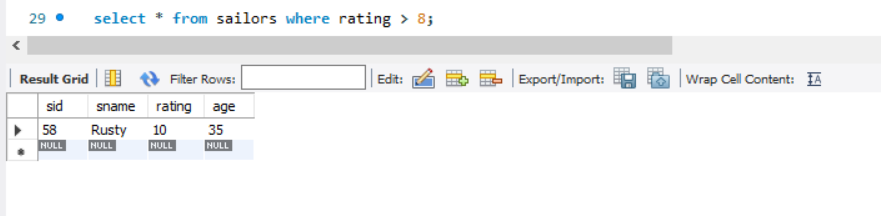 29 select * from sailors where rating > 8;
Result Grid Filter Rows: Edit: Export/Import: Wrap Cell Content: IA
sid sname rating age
58 Rusty 10 35
NULL NULL NULL NULL